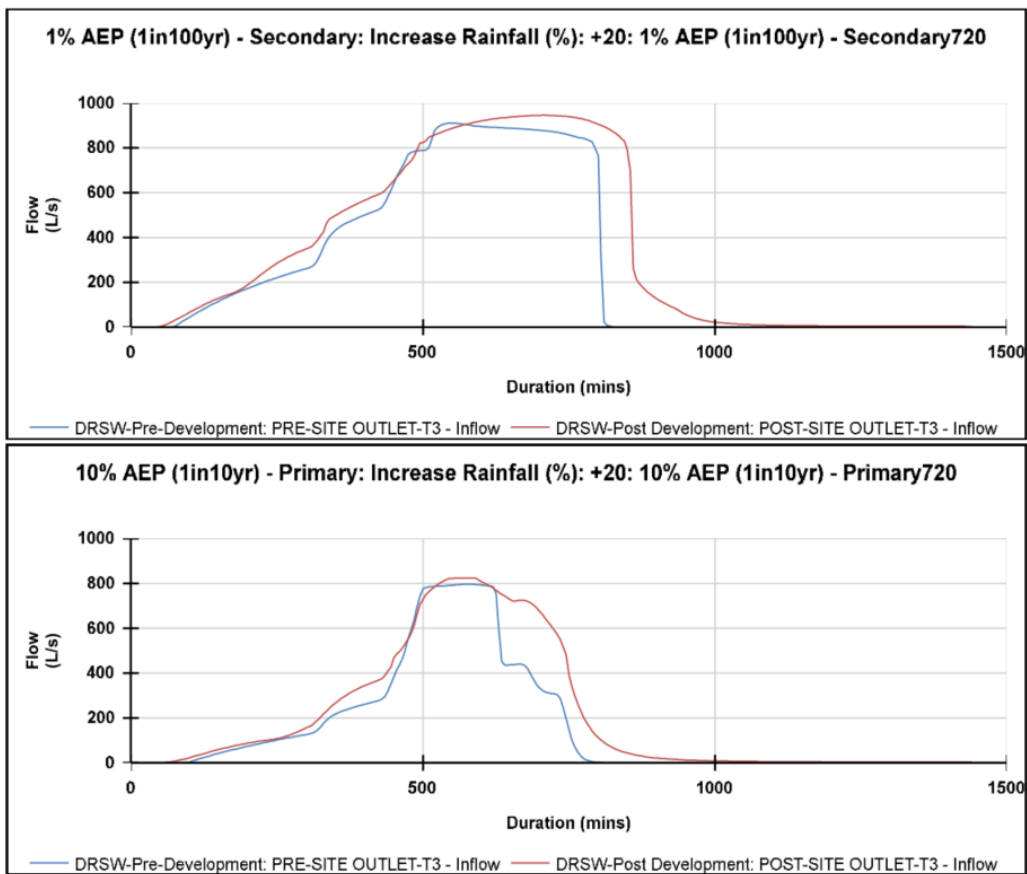 1% AEP (1in100yr) - Secondary: Increase Rainfall (%): +20: 1% AEP (1in100yr) - Secondary720
1000
800
600
400
200
0
Flow
(L/s)
0
500
1000
1500
Duration (mins)
DRSW-Pre-Development: PRE-SITE OUTLET-T3 - Inflow
DRSW-Post Development: POST-SITE OUTLET-T3 - Inflow
10% AEP (1in10yr) - Primary: Increase Rainfall (%): +20: 10% AEP (1in10yr) - Primary720
1000
800
600
400
200
0
Flow
(L/s)
0
500
1000
1500
Duration (mins)
DRSW-Pre-Development: PRE-SITE OUTLET-T3 - Inflow
DRSW-Post Development: POST-SITE OUTLET-T3 - Inflow